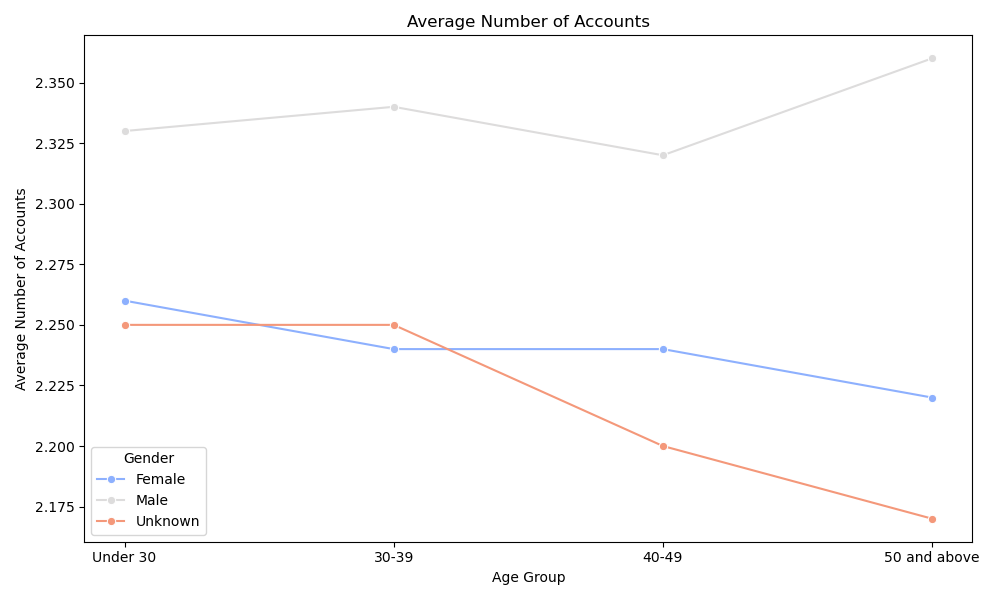 Average Number of Accounts
Average Number of Accounts
2.350
2.325
2.300
2.275
2.250
2.225
2.200
2.175
Gender
Female
Male
Unknown
Under 30
30-39
40-49
50 and above
Age Group